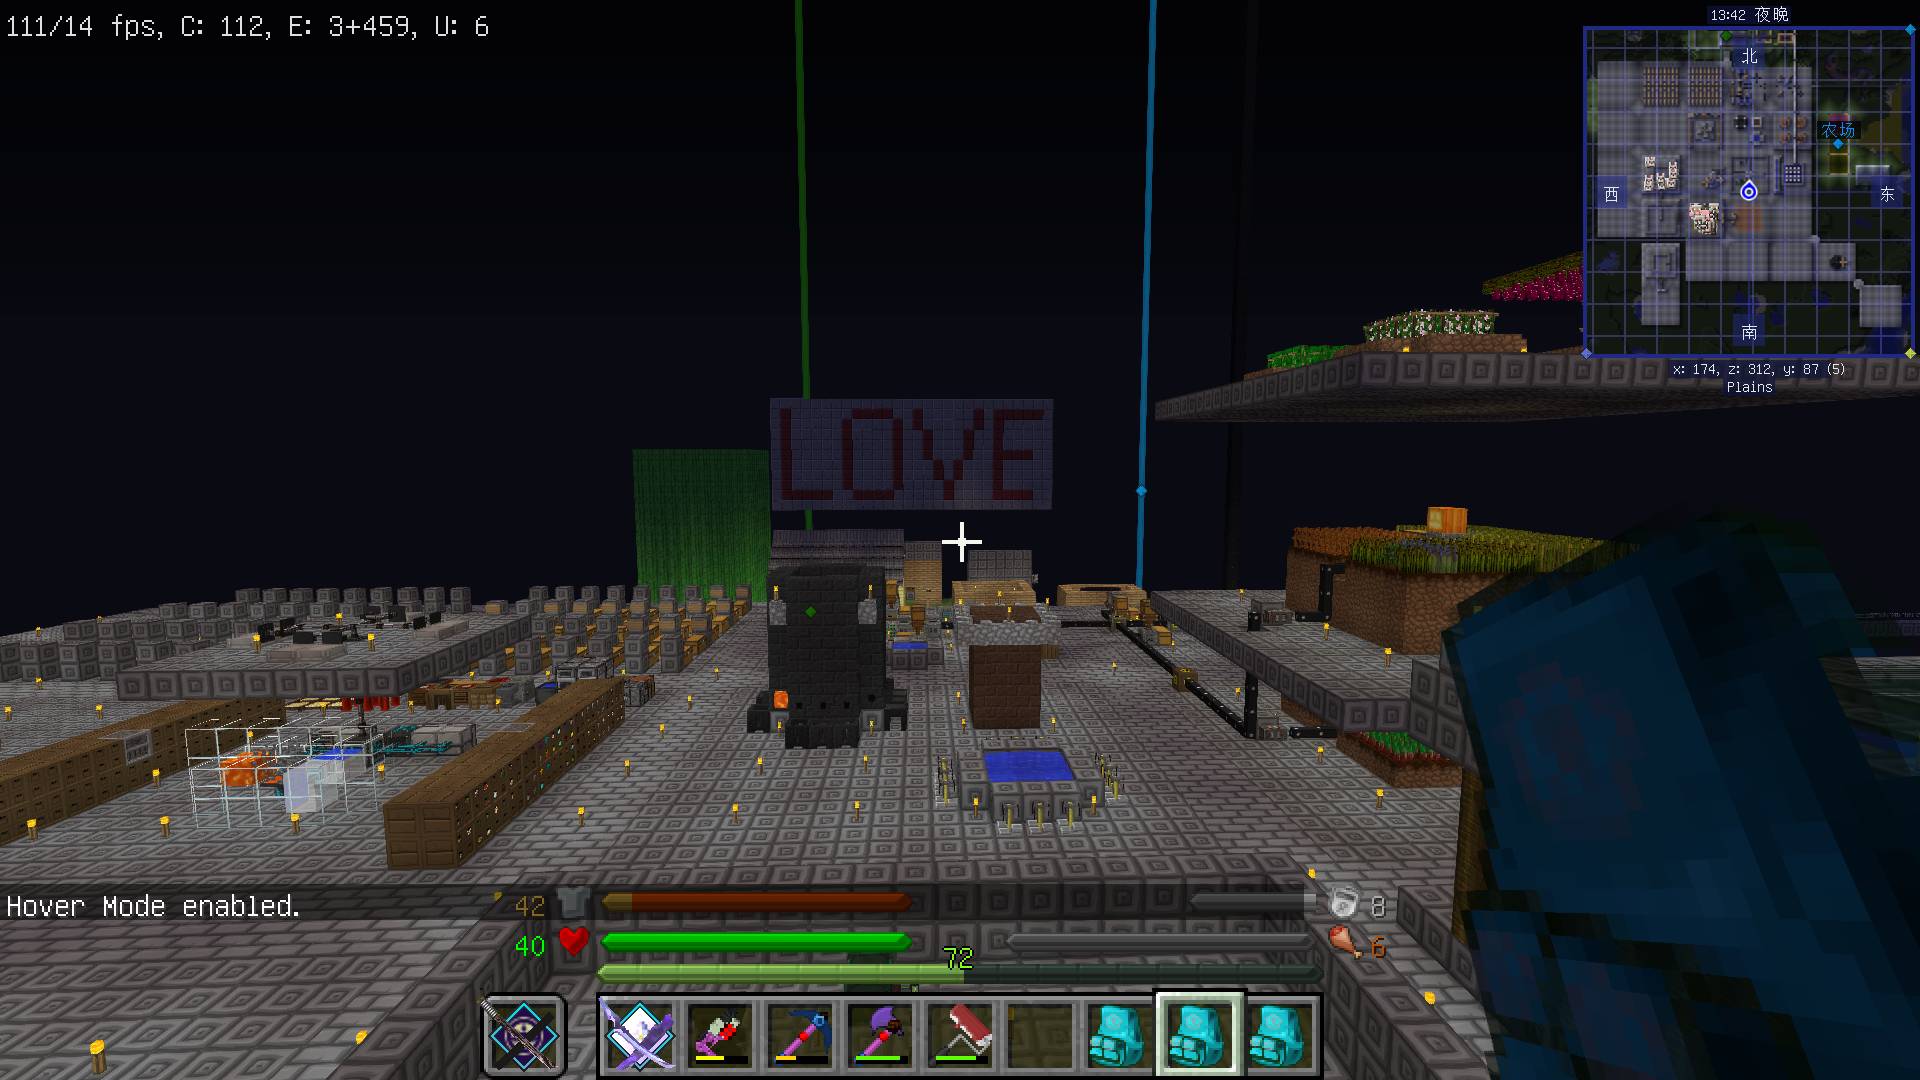 111/14 fps, C: 112, E: 3+459, U: 6
13:42 夜晚
北
农场
西
东
南
x: 174, z: 312, y: 87 (5)
Plains
LOVE
Hover Mode enabled.
42
8
40
6
72